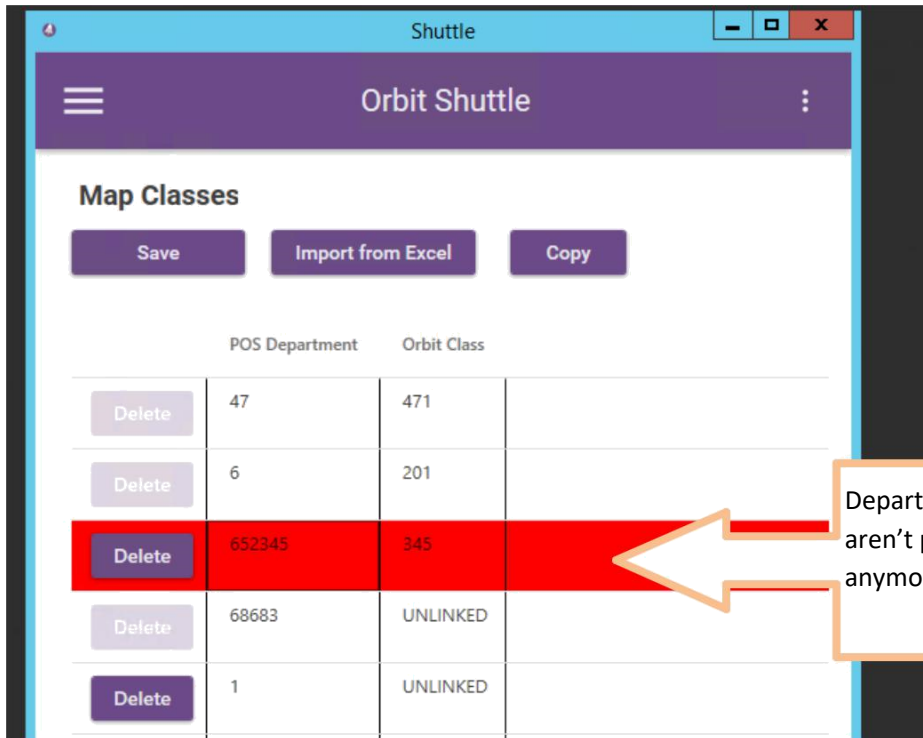 Shuttle
Orbit Shuttle
Map Classes
Save Import from Excel Copy
POS Department Orbit Class
Delete 47 471
Delete 6 201
Delete 652345 345
Delete 68683 UNLINKED
Delete 1 UNLINKED
aren't